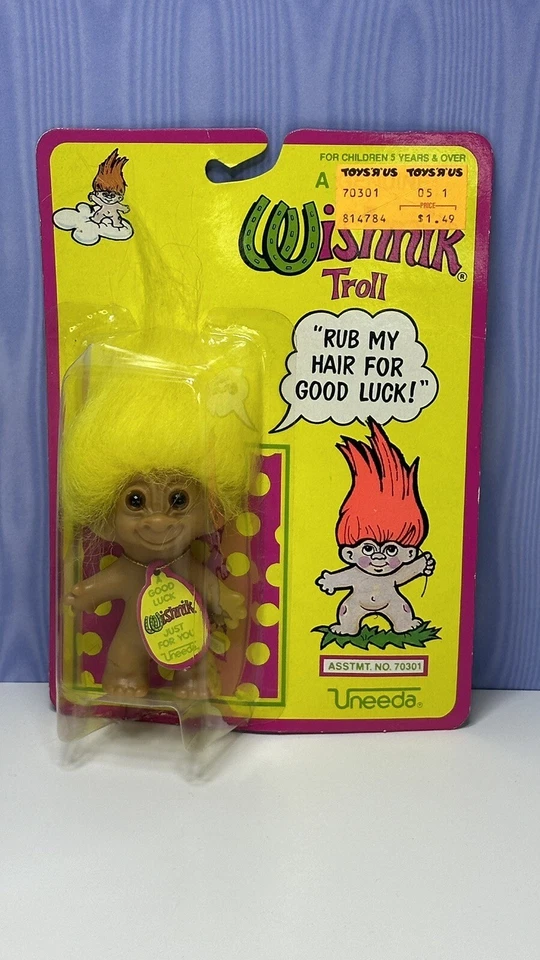 FOR CHILDREN 5 YEARS & OVER
A
TOYS"R"US TOYS"R"US
70301 05 1
PRICE
814784 $1.49
Wishnik®
Troll
"RUB MY
HAIR FOR
GOOD LUCK!"
A
GOOD
LUCK
Wishnik
JUST
FOR YOU
Uneeda
ASSTMT. NO. 70301
Uneeda®